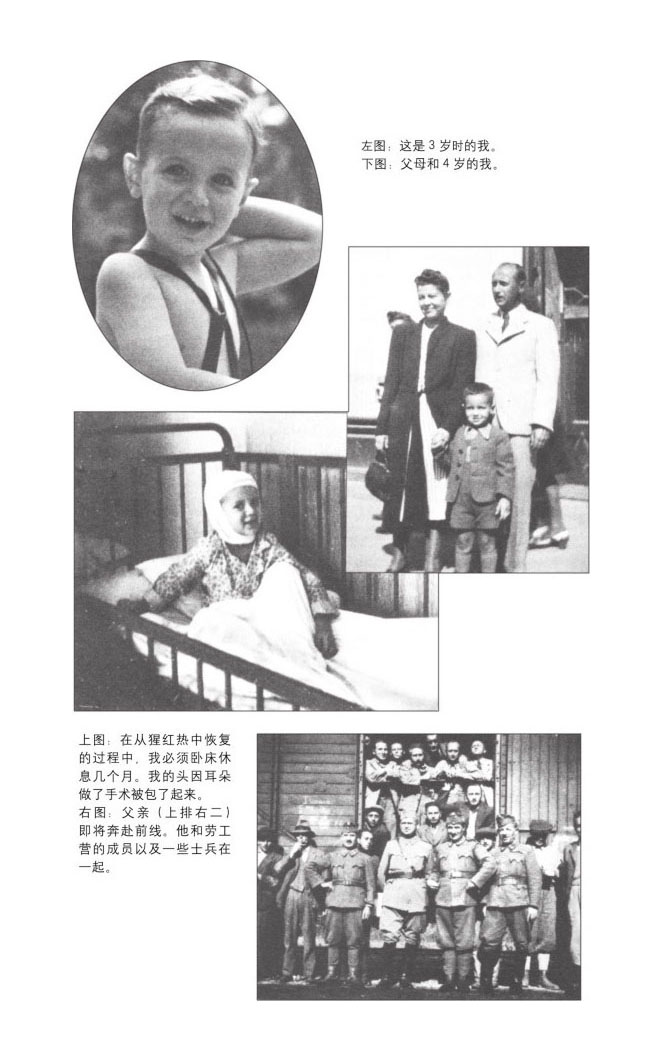 左图：这是 3 岁时的我。
下图：父母和 4 岁的我。
上图：在从猩红热中恢复
的过程中，我必须卧床休
息几个月。我的头因耳朵
做了手术被包了起来。
右图：父亲（上排右二）
即将奔赴前线。他和劳工
营的成员以及一些士兵在
一起。